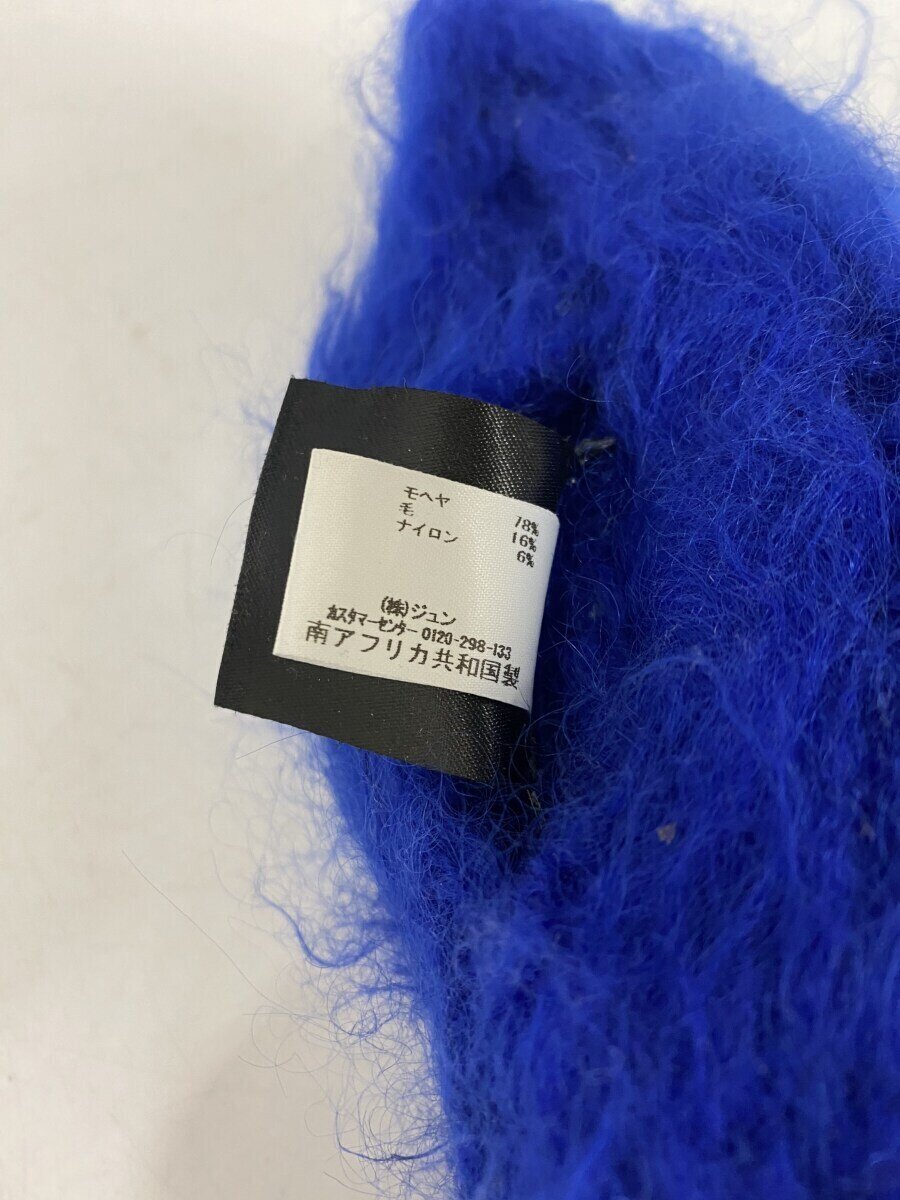 モヘヤ 78%
毛 16%
ナイロン 6%
(株)ジュン
カスタマーセンター 0120-298-133
南アフリカ共和国製